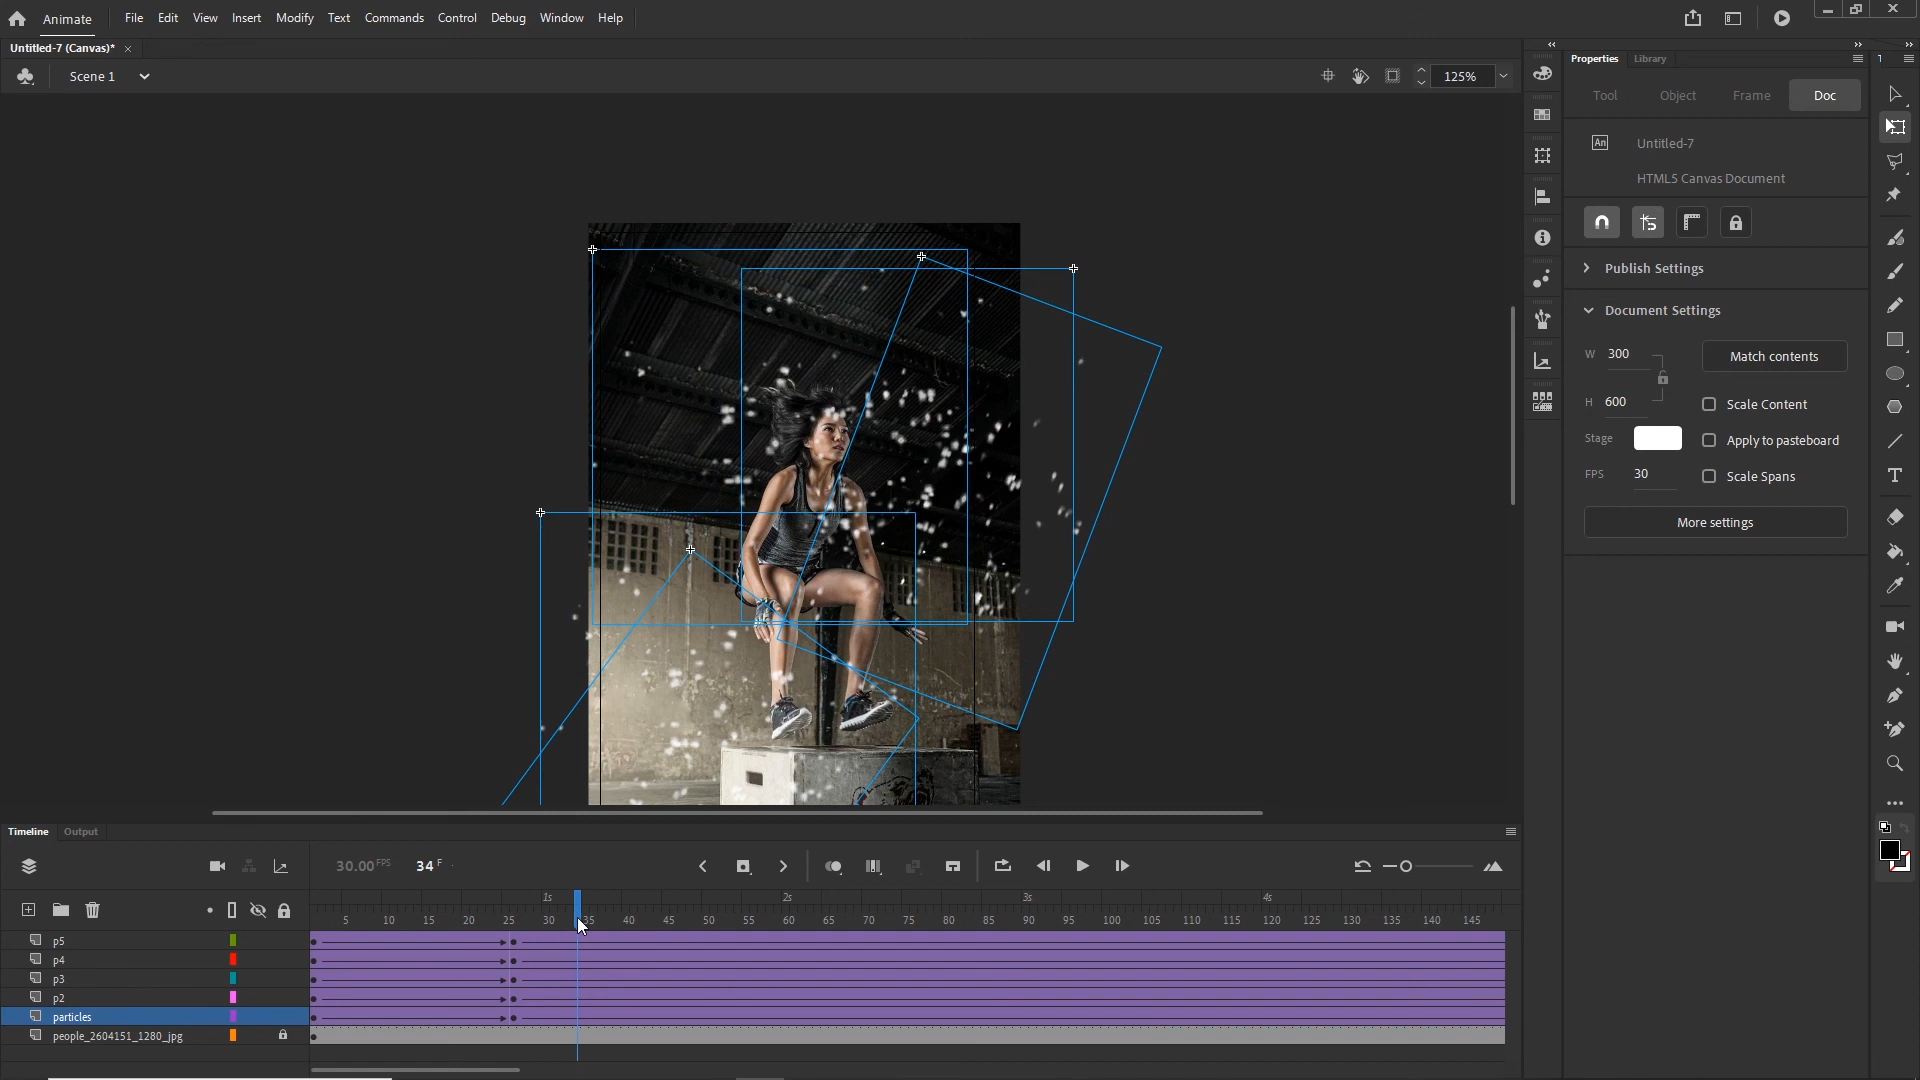 Animate File Edit View Insert Modify Text Commands Control Debug Window Help
Untitled-7 (Canvas)*
Scene 1
125%
Properties Library
Tool Object Frame Doc
An Untitled-7
HTML5 Canvas Document
Publish Settings
Document Settings
W 300 Match contents
H 600 Scale Content
Stage Apply to pasteboard
FPS 30 Scale Spans
More settings
Timeline Output
30.00 FPS 34 F
1s 2s 3s 4s
5 10 15 20 25 30 35 40 45 50 55 60 65 70 75 80 85 90 95 100 105 110 115 120 125 130 135 140 145
p5
p4
p3
p2
particles
people_2604151_1280_jpg